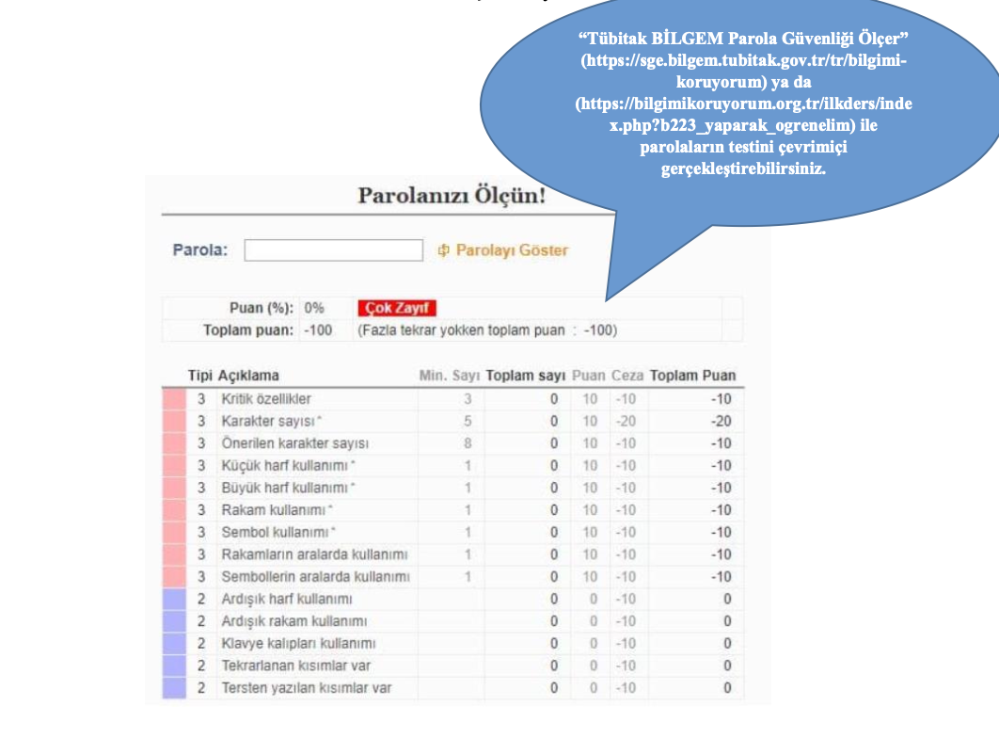 “Tübitak BİLGEM Parola Güvenliği Ölçer”
(https://sge.bilgem.tubitak.gov.tr/tr/bilgimi-
koruyorum) ya da
(https://bilgimikoruyorum.org.tr/ilkders/inde
x.php?b223_yaparak_ogrenelim) ile
parolaların testini çevrimiçi
gerçekleştirebilirsiniz.
Parolanızı Ölçün!
Parola: Parolayı Göster
Puan (%): 0% Çok Zayıf
Toplam puan: -100 (Fazla tekrar yokken toplam puan : -100)
Tipi Açıklama Min. Sayı Toplam sayı Puan Ceza Toplam Puan
3 Kritik özellikler 3 0 10 -10 -10
3 Karakter sayısı* 5 0 10 -20 -20
3 Önerilen karakter sayısı 8 0 10 -10 -10
3 Küçük harf kullanımı* 1 0 10 -10 -10
3 Büyük harf kullanımı* 1 0 10 -10 -10
3 Rakam kullanımı* 1 0 10 -10 -10
3 Sembol kullanımı* 1 0 10 -10 -10
3 Rakamların aralarda kullanımı 1 0 10 -10 -10
3 Sembollerin aralarda kullanımı 1 0 10 -10 -10
2 Ardışık harf kullanımı 0 0 -10 0
2 Ardışık rakam kullanımı 0 0 -10 0
2 Klavye kalıpları kullanımı 0 0 -10 0
2 Tekrarlanan kısımlar var 0 0 -10 0
2 Tersten yazılan kısımlar var 0 0 -10 0